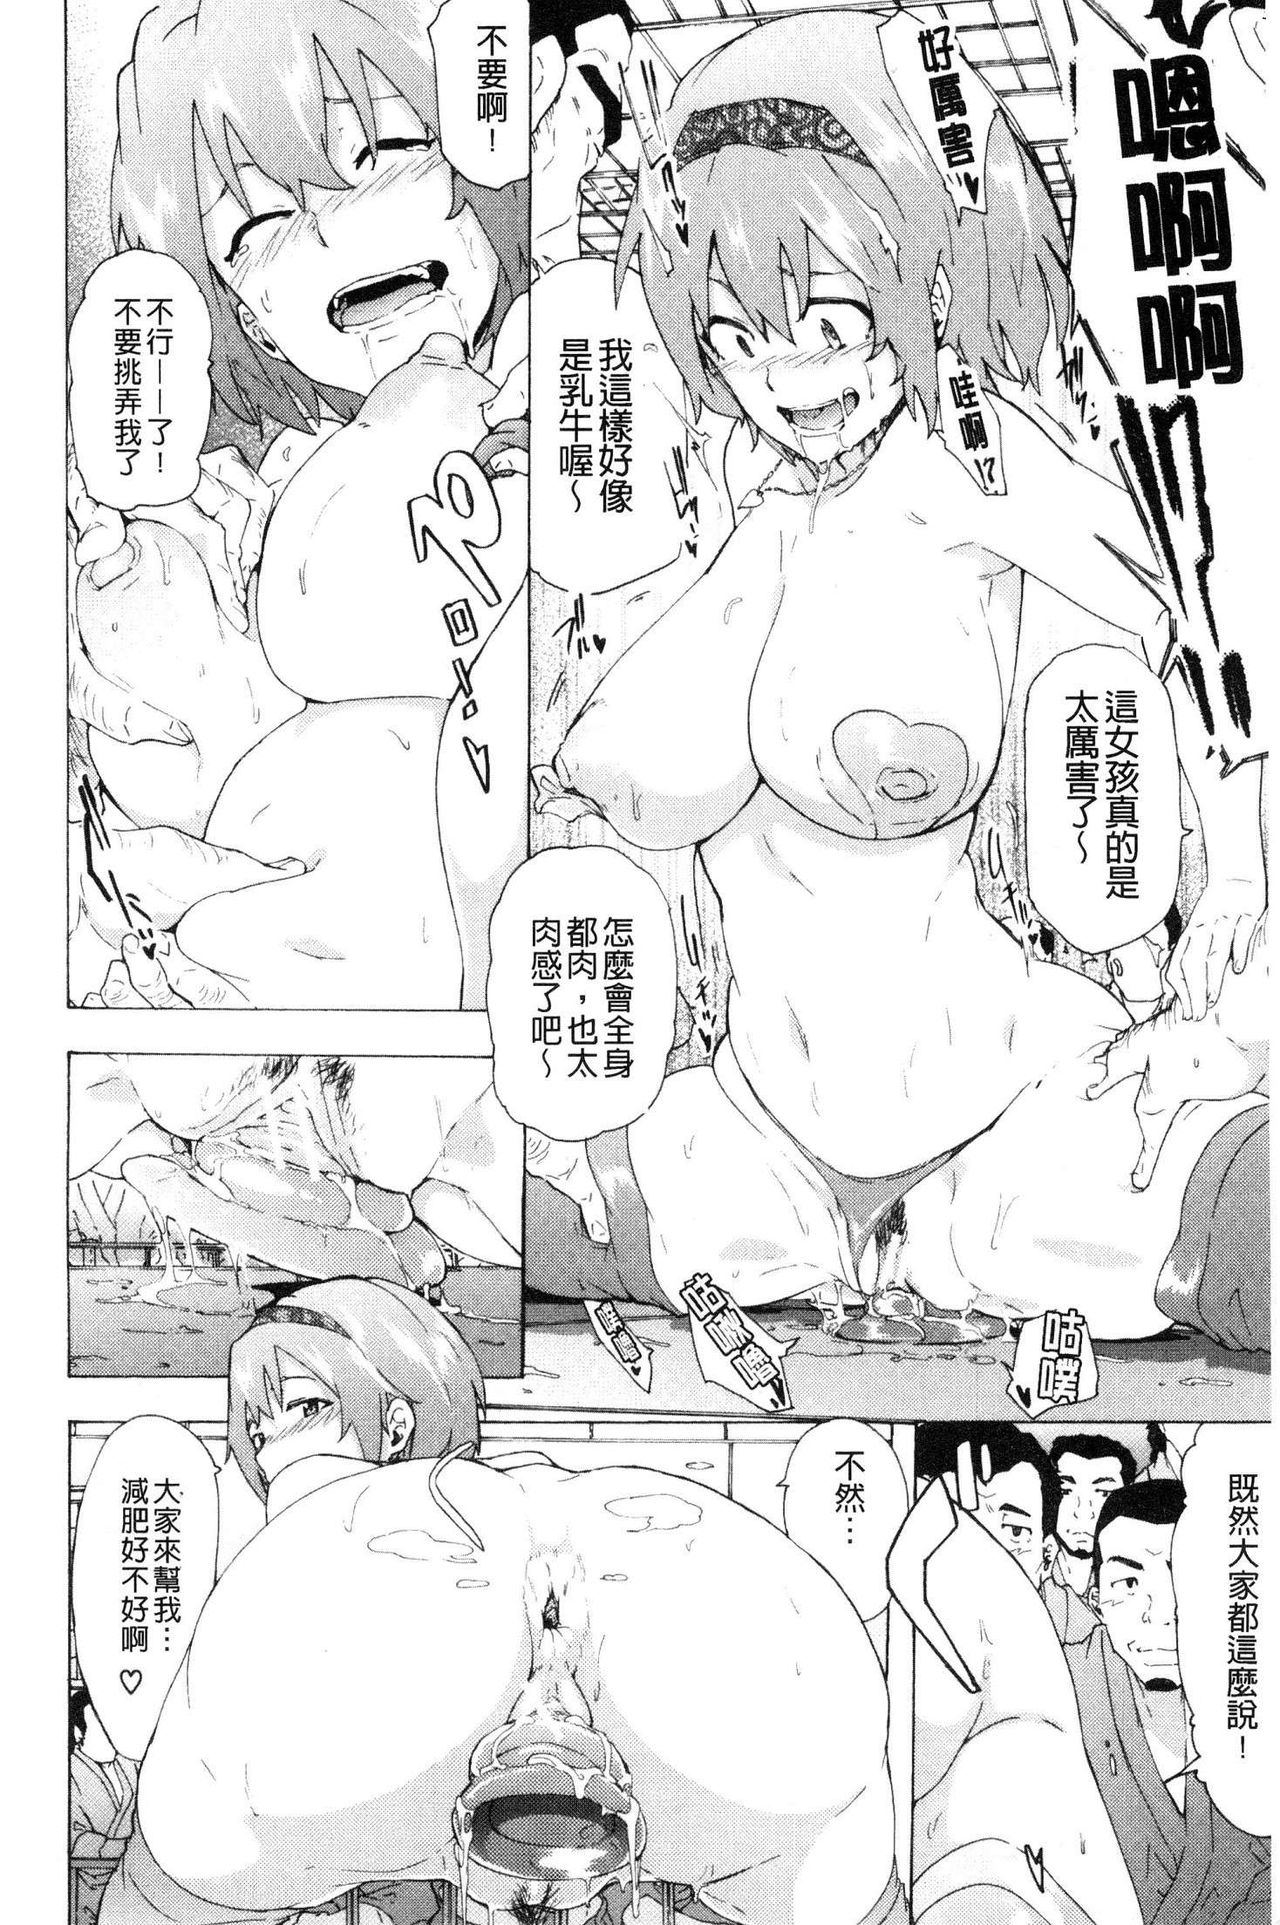 嗯啊啊
好厲害♥
哇啊!?
這女孩真的是
太厲害了～
我這樣好像
是乳牛喔～
怎麼會全身
都肉，也太
肉感了吧～
咕噗
咕啾嚕
不要啊！
不行——了！
不要挑弄我了
既然大家都這麼說！
不然…
大家來幫我…
減肥好不好啊♡